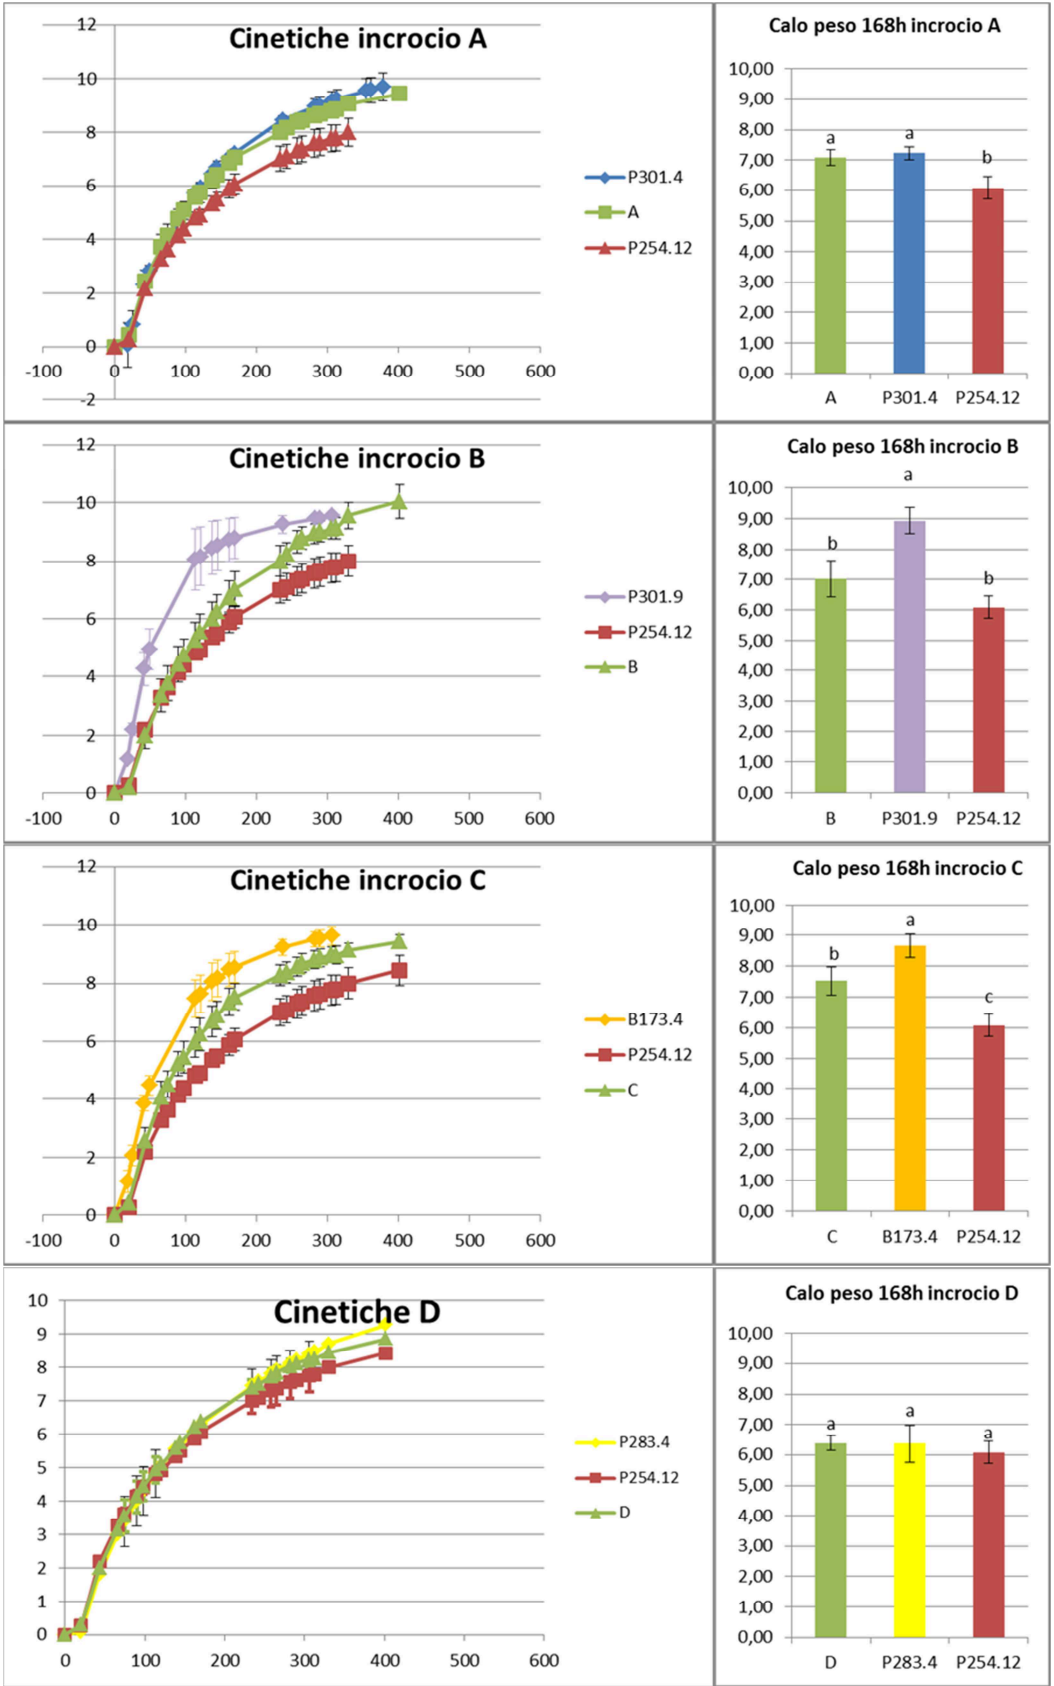 Cinetiche incrocio A
12
10
8
6
4
2
0
-2
-100 0 100 200 300 400 500 600
P301.4
A
P254.12
Calo peso 168h incrocio A
10,00
9,00
8,00
7,00
6,00
5,00
4,00
3,00
2,00
1,00
0,00
a a b
A P301.4 P254.12
Cinetiche incrocio B
12
10
8
6
4
2
0
-100 0 100 200 300 400 500 600
P301.9
P254.12
B
Calo peso 168h incrocio B
10,00
9,00
8,00
7,00
6,00
5,00
4,00
3,00
2,00
1,00
0,00
b a b
B P301.9 P254.12
Cinetiche incrocio C
12
10
8
6
4
2
0
-100 0 100 200 300 400 500 600
B173.4
P254.12
C
Calo peso 168h incrocio C
10,00
9,00
8,00
7,00
6,00
5,00
4,00
3,00
2,00
1,00
0,00
b a c
C B173.4 P254.12
Cinetiche D
10
9
8
7
6
5
4
3
2
1
0
0 100 200 300 400 500 600
P283.4
P254.12
D
Calo peso 168h incrocio D
10,00
9,00
8,00
7,00
6,00
5,00
4,00
3,00
2,00
1,00
0,00
a a a
D P283.4 P254.12